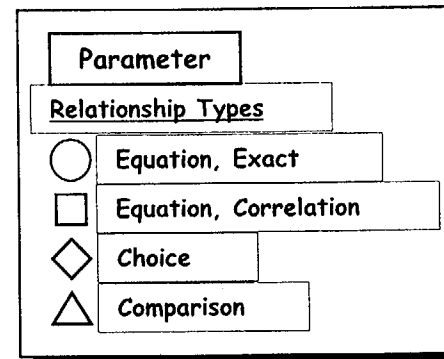 Parameter
Relationship Types
Equation, Exact
Equation, Correlation
Choice
Comparison